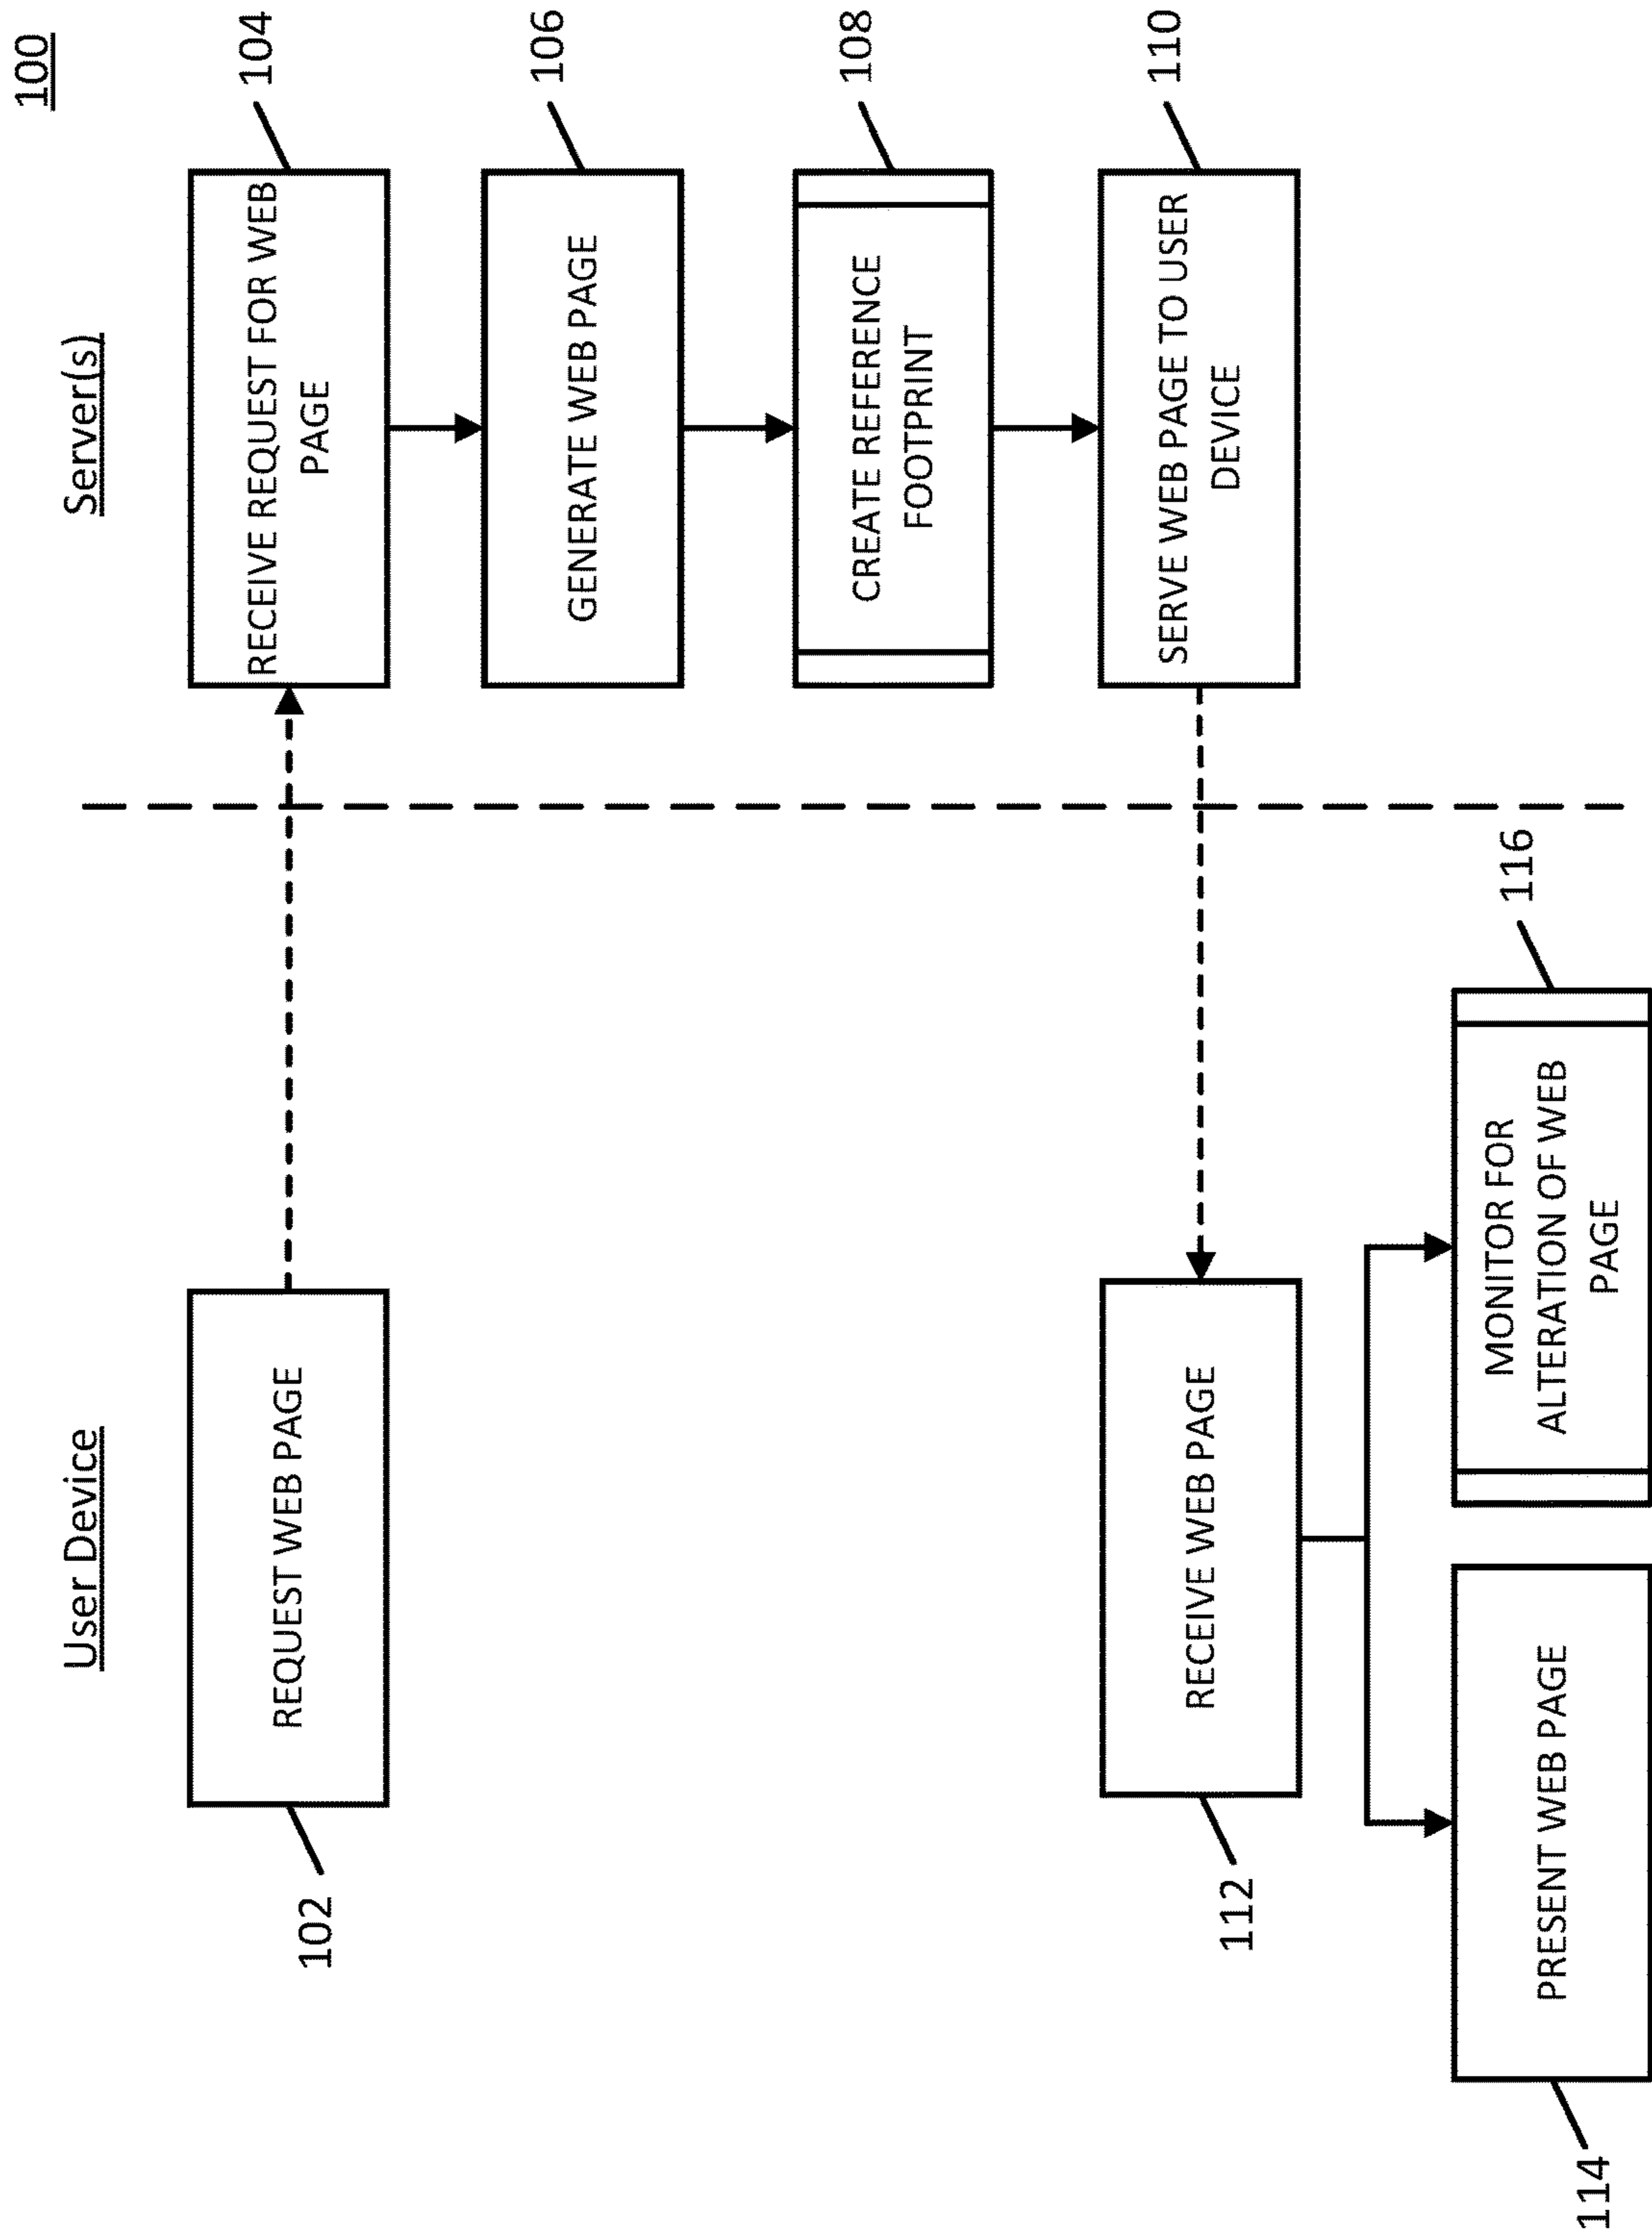 100
User Device
Server(s)
REQUEST WEB PAGE
102
RECEIVE REQUEST FOR WEB
PAGE
104
GENERATE WEB PAGE
106
CREATE REFERENCE
FOOTPRINT
108
SERVE WEB PAGE TO USER
DEVICE
110
RECEIVE WEB PAGE
112
PRESENT WEB PAGE
114
MONITOR FOR
ALTERATION OF WEB
PAGE
116